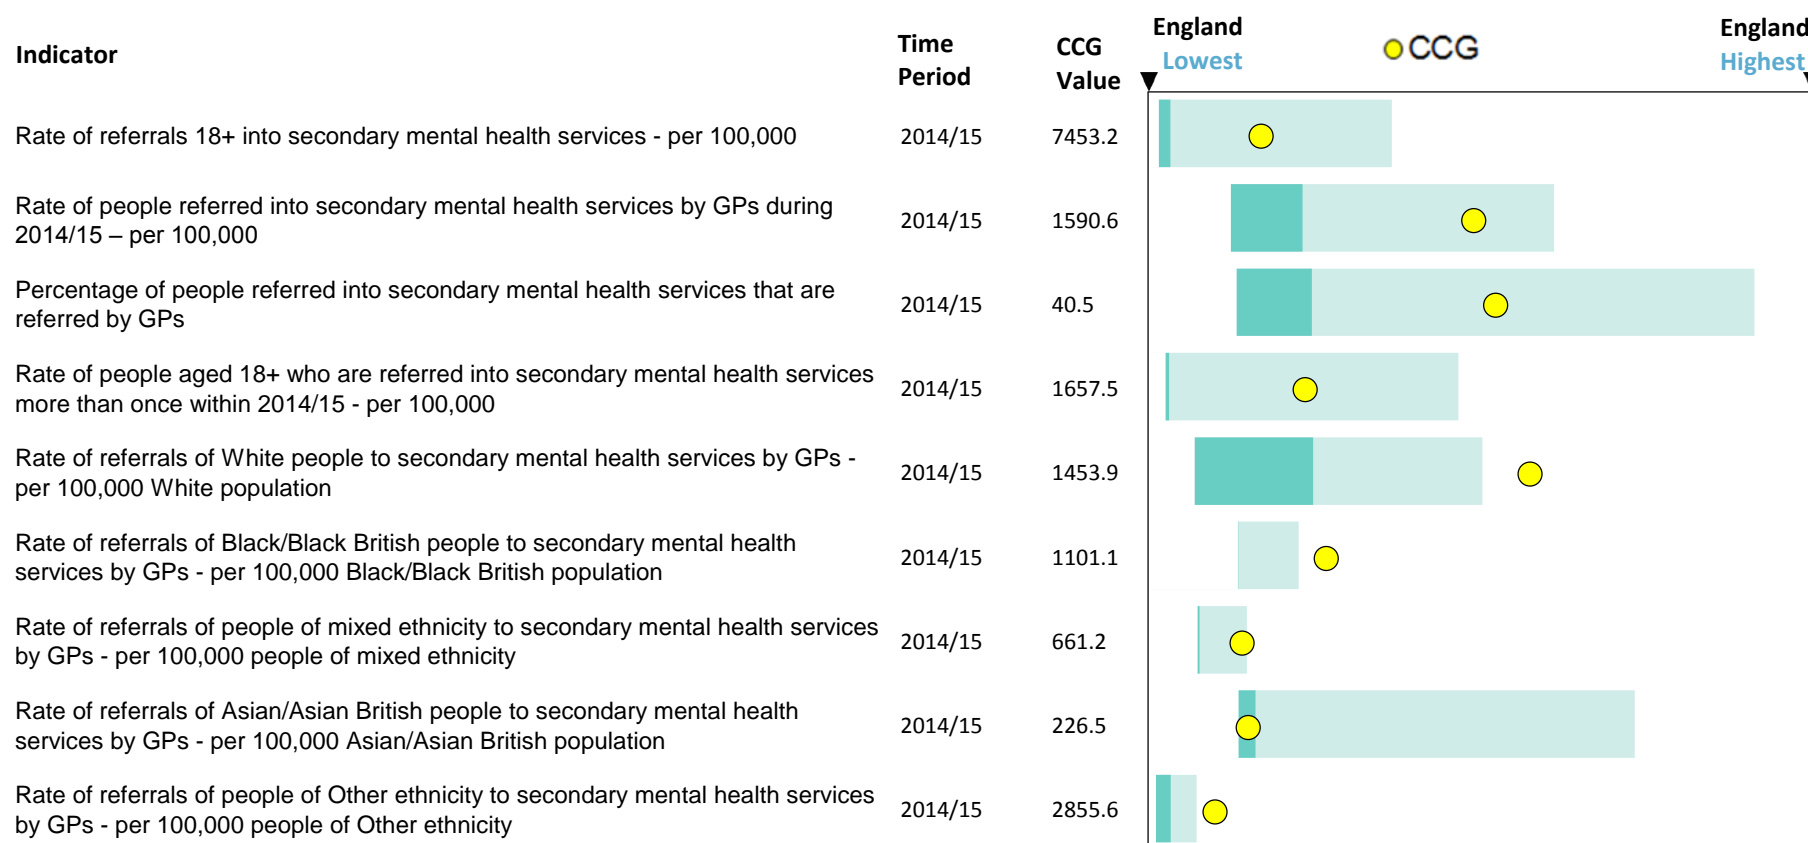 Indicator
Time
Period
CCG
Value
England
Lowest
CCG
England
Highest
Rate of referrals 18+ into secondary mental health services - per 100,000
2014/15
7453.2
Rate of people referred into secondary mental health services by GPs during
2014/15 – per 100,000
2014/15
1590.6
Percentage of people referred into secondary mental health services that are
referred by GPs
2014/15
40.5
Rate of people aged 18+ who are referred into secondary mental health services
more than once within 2014/15 - per 100,000
2014/15
1657.5
Rate of referrals of White people to secondary mental health services by GPs -
per 100,000 White population
2014/15
1453.9
Rate of referrals of Black/Black British people to secondary mental health
services by GPs - per 100,000 Black/Black British population
2014/15
1101.1
Rate of referrals of people of mixed ethnicity to secondary mental health services
by GPs - per 100,000 people of mixed ethnicity
2014/15
661.2
Rate of referrals of Asian/Asian British people to secondary mental health
services by GPs - per 100,000 Asian/Asian British population
2014/15
226.5
Rate of referrals of people of Other ethnicity to secondary mental health services
by GPs - per 100,000 people of Other ethnicity
2014/15
2855.6